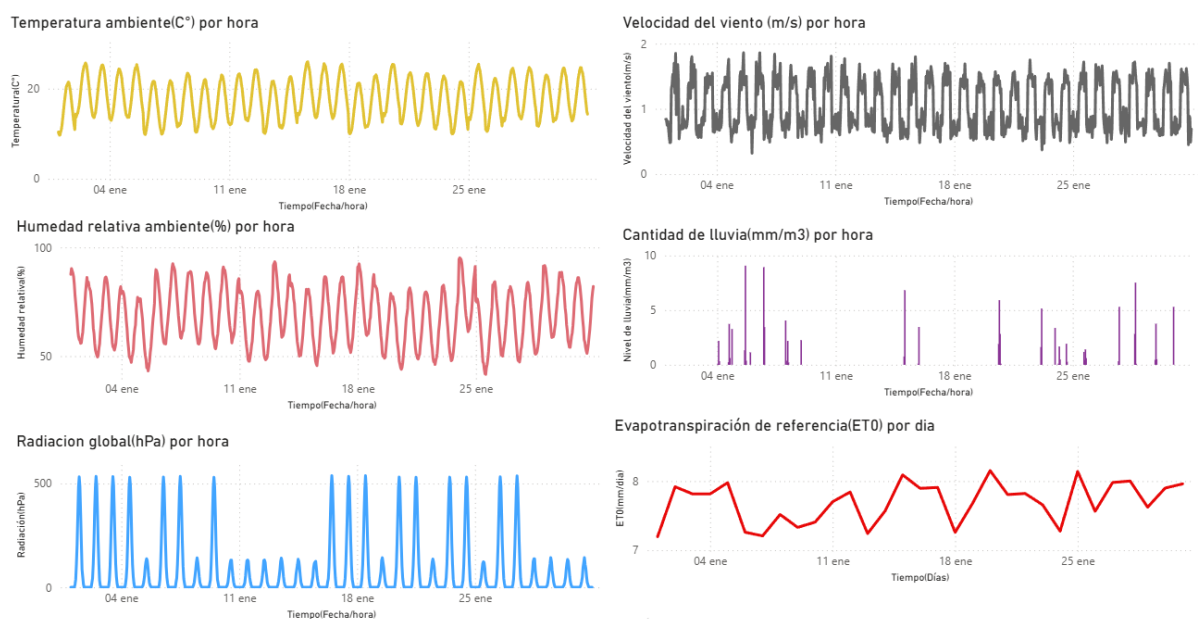 Temperatura ambiente(C°) por hora
Temperatura(C°)
20
0
04 ene
11 ene
18 ene
25 ene
Tiempo(Fecha/hora)
Velocidad del viento (m/s) por hora
Velocidad del viento(m/s)
2
1
0
04 ene
11 ene
18 ene
25 ene
Tiempo(Fecha/hora)
Humedad relativa ambiente(%) por hora
Humedad relativa(%)
100
50
04 ene
11 ene
18 ene
25 ene
Tiempo(Fecha/hora)
Cantidad de lluvia(mm/m3) por hora
Nivel de lluvia(mm/m3)
10
5
0
04 ene
11 ene
18 ene
25 ene
Tiempo(Fecha/hora)
Radiacion global(hPa) por hora
Radiación(hPa)
500
0
04 ene
11 ene
18 ene
25 ene
Tiempo(Fecha/hora)
Evapotranspiración de referencia(ET0) por dia
ET0(mm/dia)
8
7
04 ene
11 ene
18 ene
25 ene
Tiempo(Días)